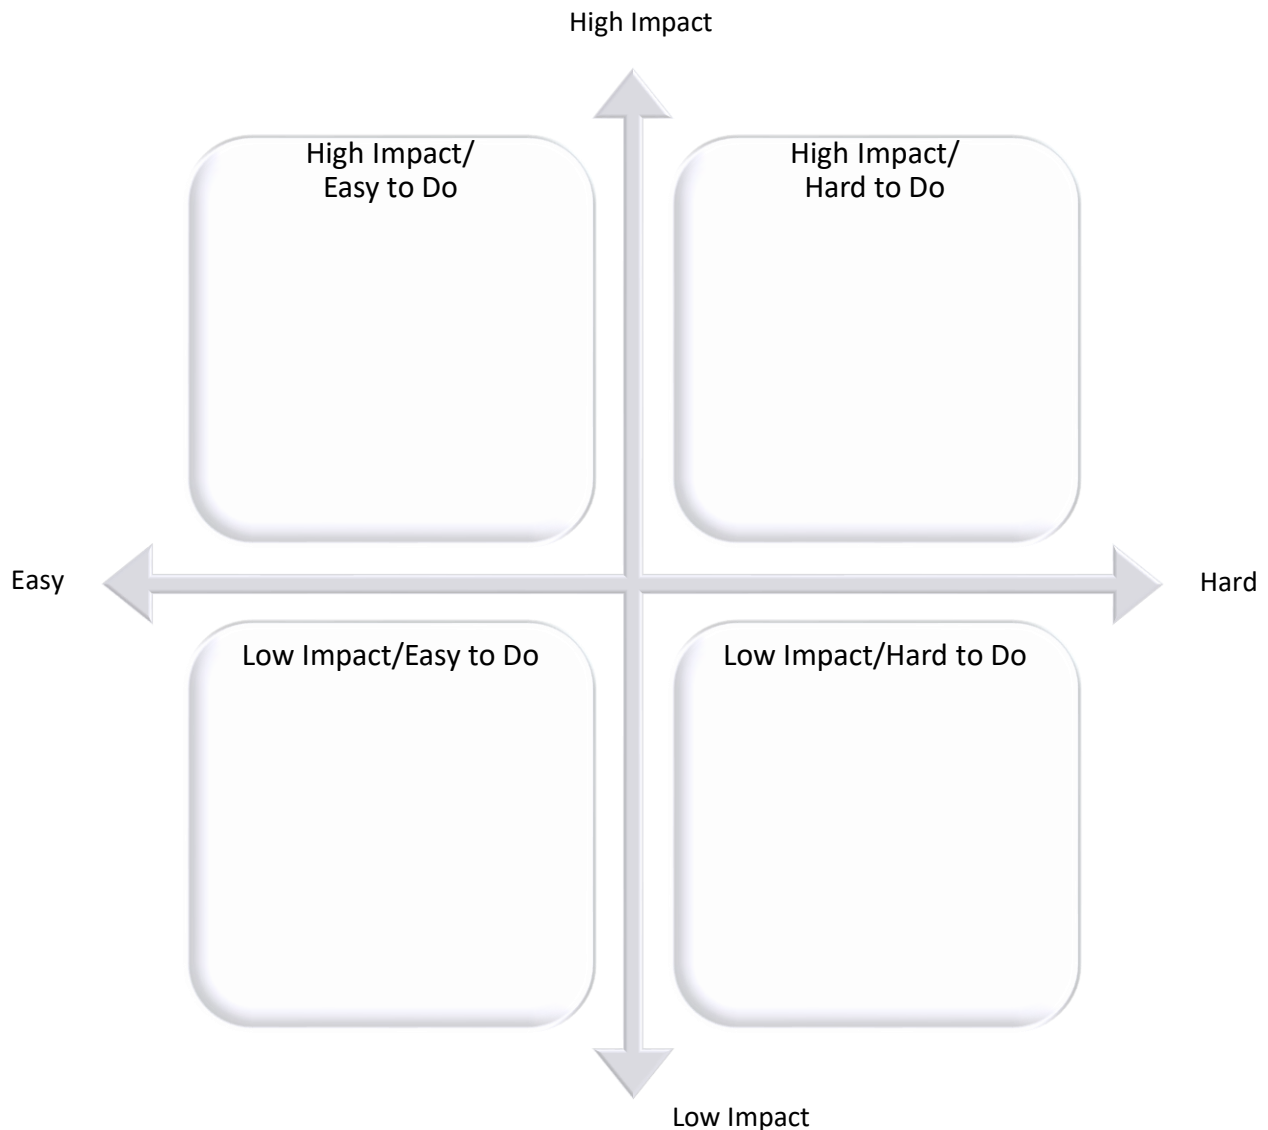 High Impact
High Impact/
Easy to Do
High Impact/
Hard to Do
Easy
Hard
Low Impact/Easy to Do
Low Impact/Hard to Do
Low Impact